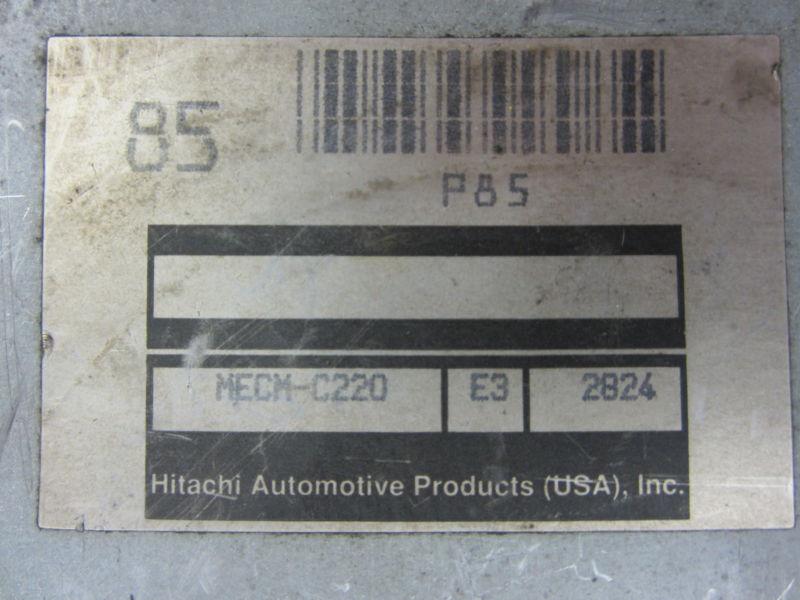 85
P85
MECM-C220 E3 2824
Hitachi Automotive Products (USA), Inc.